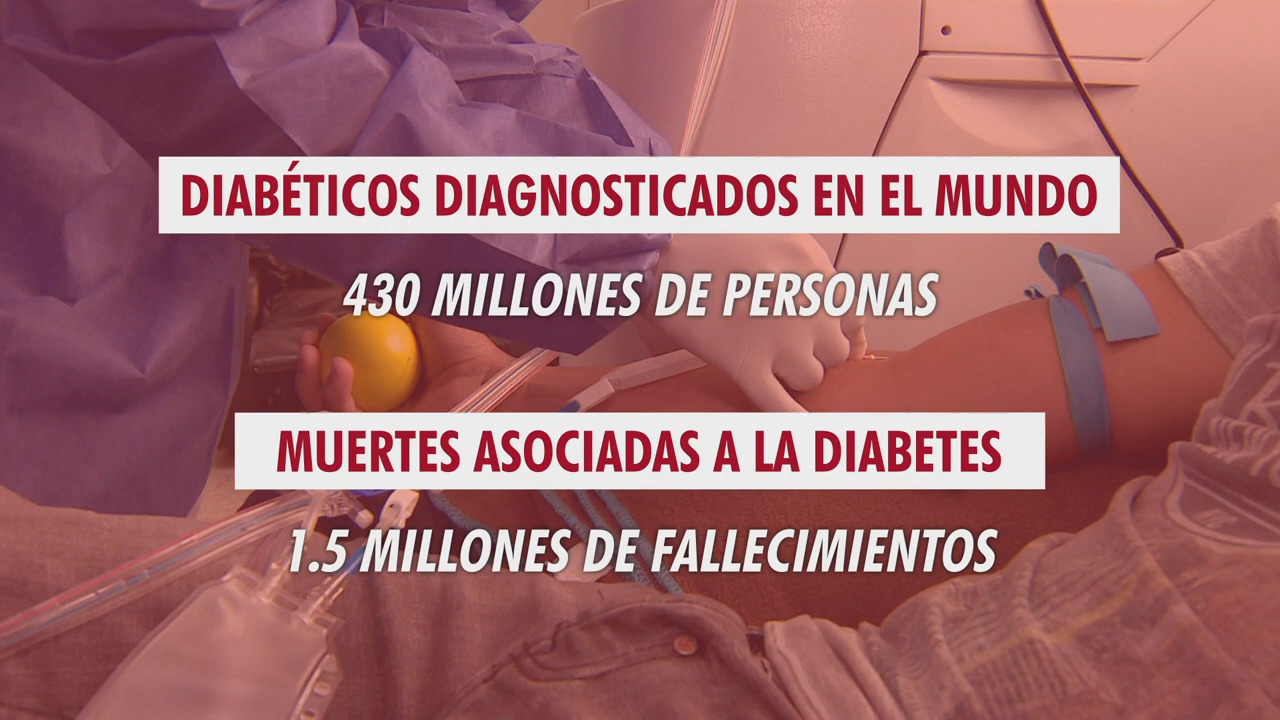 DIABÉTICOS DIAGNOSTICADOS EN EL MUNDO
430 MILLONES DE PERSONAS
MUERTES ASOCIADAS A LA DIABETES
1.5 MILLONES DE FALLECIMIENTOS